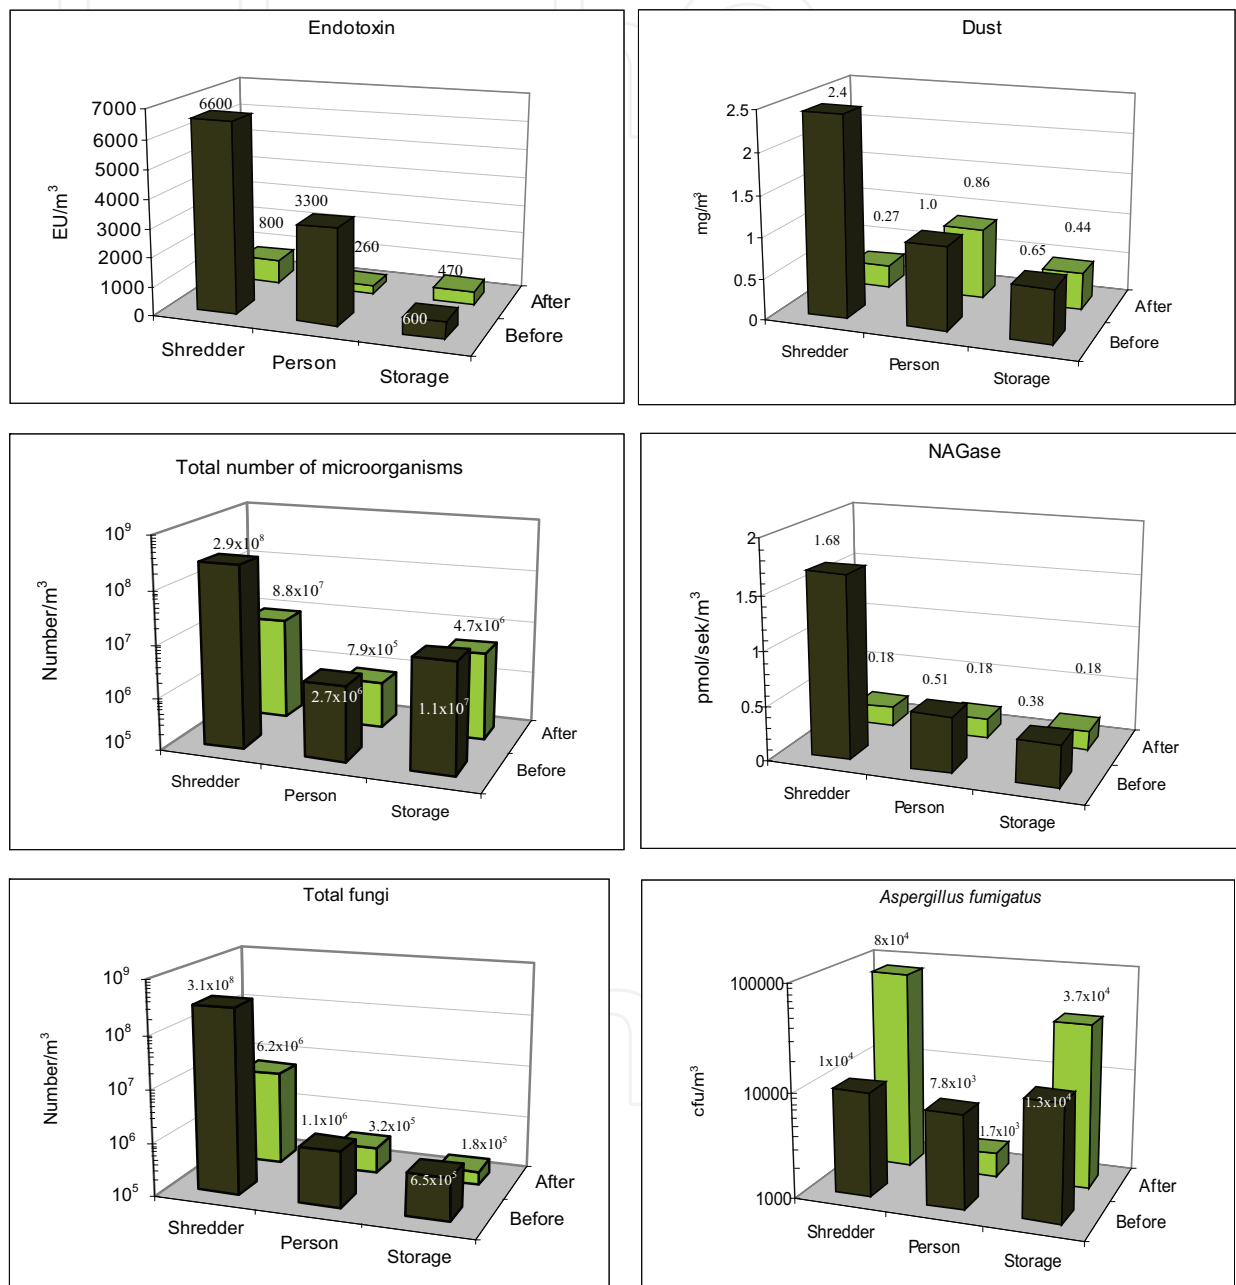 Endotoxin
EU/m³
7000
6000
5000
4000
3000
2000
1000
0
6600
800
3300
260
470
600
Shredder
Person
Storage
Before
After
Dust
mg/m³
2.5
2
1.5
1
0.5
0
2.4
0.27
1.0
0.86
0.65
0.44
Shredder
Person
Storage
Before
After
Total number of microorganisms
Number/m³
10⁹
10⁸
10⁷
10⁶
10⁵
2.9x10⁸
8.8x10⁷
2.7x10⁶
7.9x10⁵
1.1x10⁷
4.7x10⁶
Shredder
Person
Storage
Before
After
NAGase
pmol/sek/m³
2
1.5
1
0.5
0
1.68
0.18
0.51
0.18
0.38
0.18
Shredder
Person
Storage
Before
After
Total fungi
Number/m³
10⁹
10⁸
10⁷
10⁶
10⁵
3.1x10⁸
6.2x10⁶
1.1x10⁶
3.2x10⁵
6.5x10⁵
1.8x10⁵
Shredder
Person
Storage
Before
After
Aspergillus fumigatus
cfu/m³
100000
10000
1000
1x10⁴
8x10⁴
7.8x10³
1.7x10³
1.3x10⁴
3.7x10⁴
Shredder
Person
Storage
Before
After